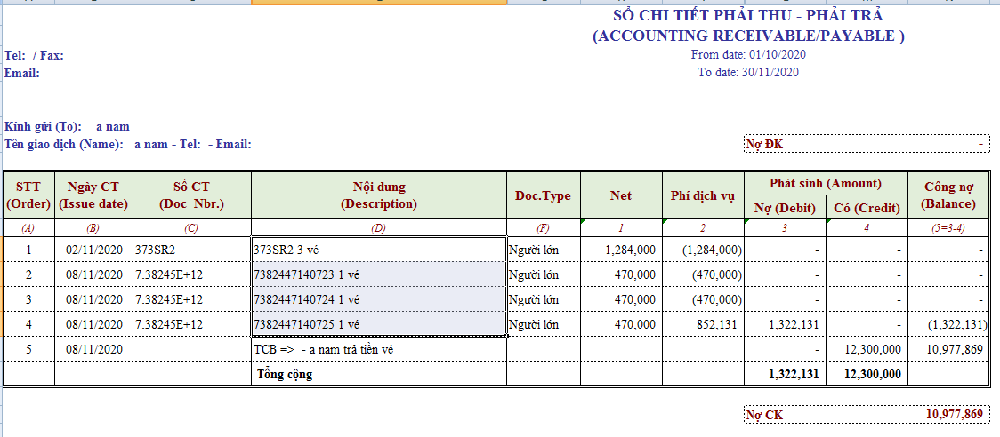 SỔ CHI TIẾT PHẢI THU - PHẢI TRẢ
(ACCOUNTING RECEIVABLE/PAYABLE )
Tel: / Fax: From date: 01/10/2020
Email: To date: 30/11/2020
Kính gửi (To): a nam
Tên giao dịch (Name): a nam - Tel: - Email: Nợ ĐK -
STT (Order) Ngày CT (Issue date) Số CT (Doc Nbr.) Nội dung (Description) Doc.Type Net Phí dịch vụ Phát sinh (Amount) Nợ (Debit) Có (Credit) Công nợ (Balance)
(A) (B) (C) (D) (F) 1 2 3 4 (5=3-4)
1 02/11/2020 373SR2 373SR2 3 vé Người lớn 1,284,000 (1,284,000) - - -
2 08/11/2020 7.38245E+12 7382447140723 1 vé Người lớn 470,000 (470,000) - - -
3 08/11/2020 7.38245E+12 7382447140724 1 vé Người lớn 470,000 (470,000) - - -
4 08/11/2020 7.38245E+12 7382447140725 1 vé Người lớn 470,000 852,131 1,322,131 - (1,322,131)
5 08/11/2020 TCB => - a nam trả tiền vé - 12,300,000 10,977,869
Tổng cộng 1,322,131 12,300,000
Nợ CK 10,977,869